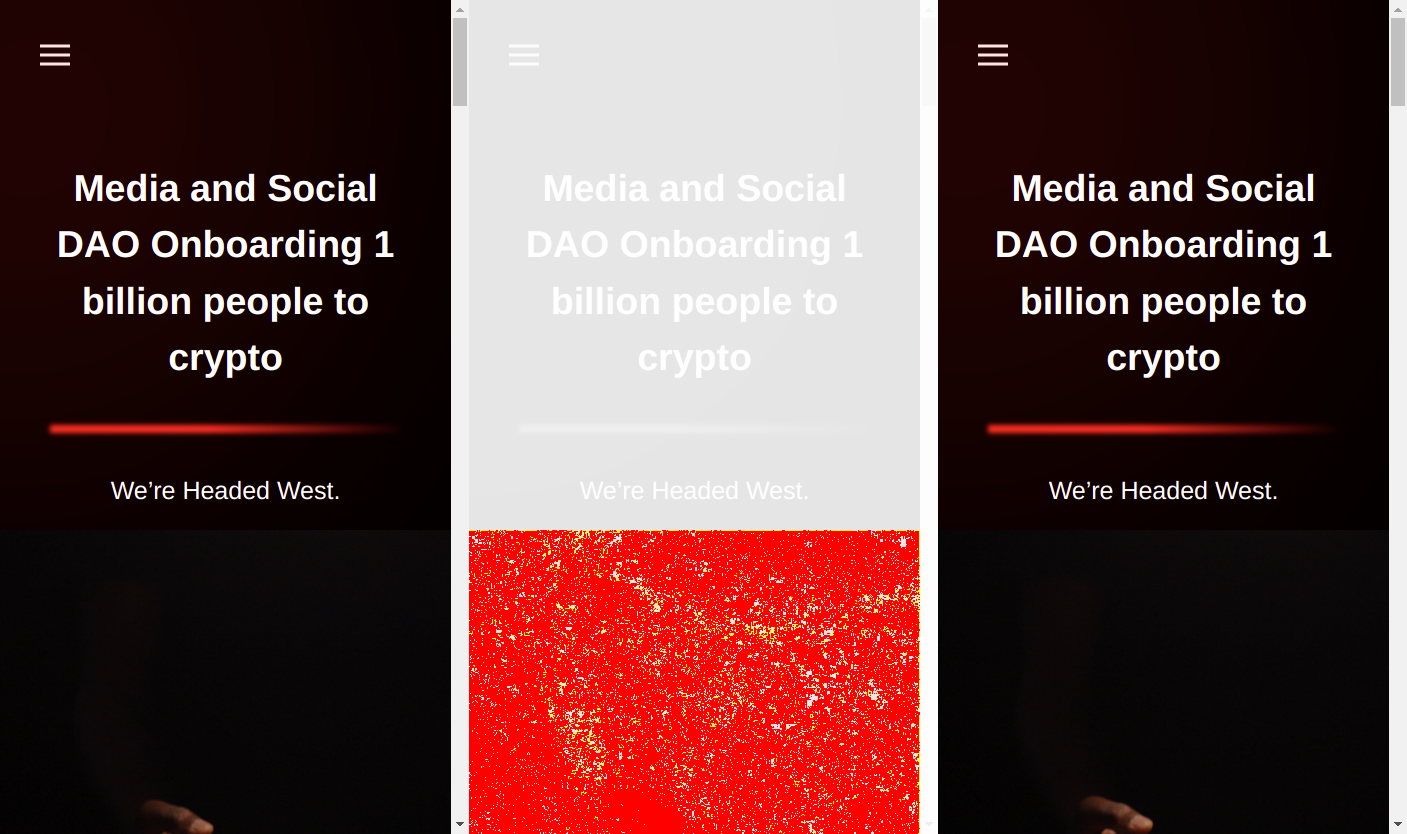 Media and Social
DAO Onboarding 1
billion people to
crypto
We’re Headed West.
Media and Social
DAO Onboarding 1
billion people to
crypto
We’re Headed West.
Media and Social
DAO Onboarding 1
billion people to
crypto
We’re Headed West.